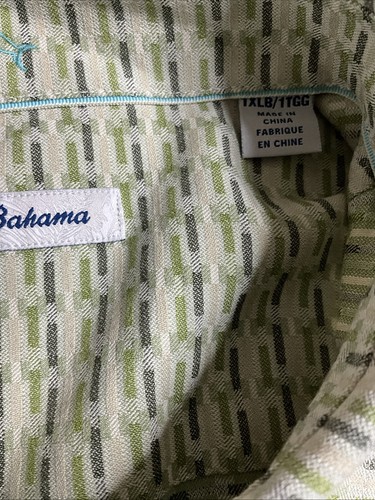 1XLB/1TGG
MADE IN
CHINA
FABRIQUE
EN CHINE
Bahama